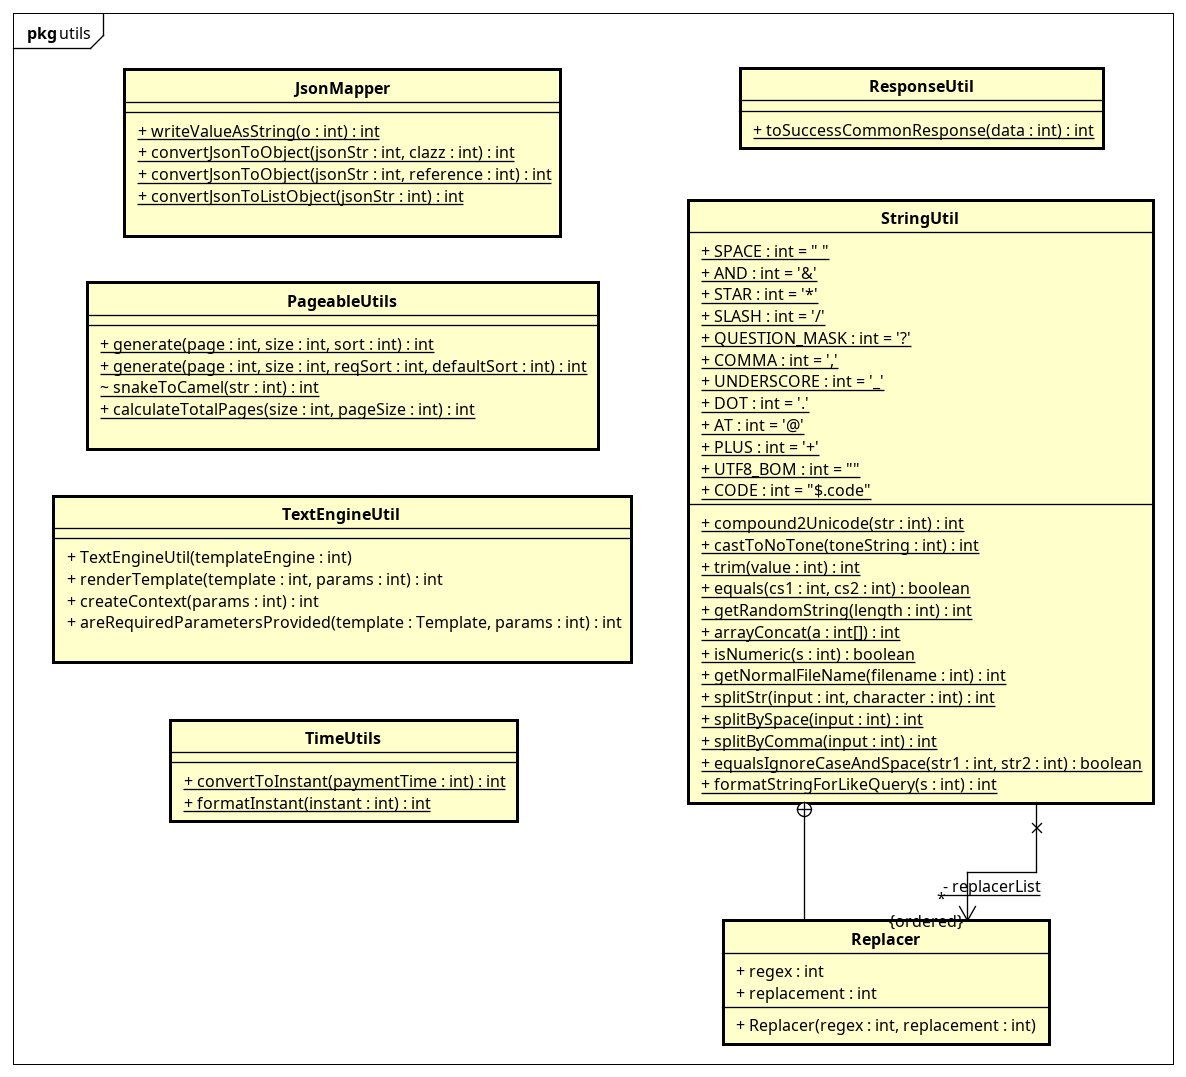 pkg utils
JsonMapper
+ writeValueAsString(o : int) : int
+ convertJsonToObject(jsonStr : int, clazz : int) : int
+ convertJsonToObject(jsonStr : int, reference : int) : int
+ convertJsonToListObject(jsonStr : int) : int
PageableUtils
+ generate(page : int, size : int, sort : int) : int
+ generate(page : int, size : int, reqSort : int, defaultSort : int) : int
~ snakeToCamel(str : int) : int
+ calculateTotalPages(size : int, pageSize : int) : int
TextEngineUtil
+ TextEngineUtil(templateEngine : int)
+ renderTemplate(template : int, params : int) : int
+ createContext(params : int) : int
+ areRequiredParametersProvided(template : Template, params : int) : int
TimeUtils
+ convertToInstant(paymentTime : int) : int
+ formatInstant(instant : int) : int
ResponseUtil
+ toSuccessCommonResponse(data : int) : int
StringUtil
+ SPACE : int = " "
+ AND : int = '&'
+ STAR : int = '*'
+ SLASH : int = '/'
+ QUESTION_MASK : int = '?'
+ COMMA : int = ','
+ UNDERSCORE : int = '_'
+ DOT : int = '.'
+ AT : int = '@'
+ PLUS : int = '+'
+ UTF8_BOM : int = ""
+ CODE : int = "$.code"
+ compound2Unicode(str : int) : int
+ castToNoTone(toneString : int) : int
+ trim(value : int) : int
+ equals(cs1 : int, cs2 : int) : boolean
+ getRandomString(length : int) : int
+ arrayConcat(a : int[]) : int
+ isNumeric(s : int) : boolean
+ getNormalFileName(filename : int) : int
+ splitStr(input : int, character : int) : int
+ splitBySpace(input : int) : int
+ splitByComma(input : int) : int
+ equalsIgnoreCaseAndSpace(str1 : int, str2 : int) : boolean
+ formatStringForLikeQuery(s : int) : int
- replacerList
*
{ordered}
Replacer
+ regex : int
+ replacement : int
+ Replacer(regex : int, replacement : int)